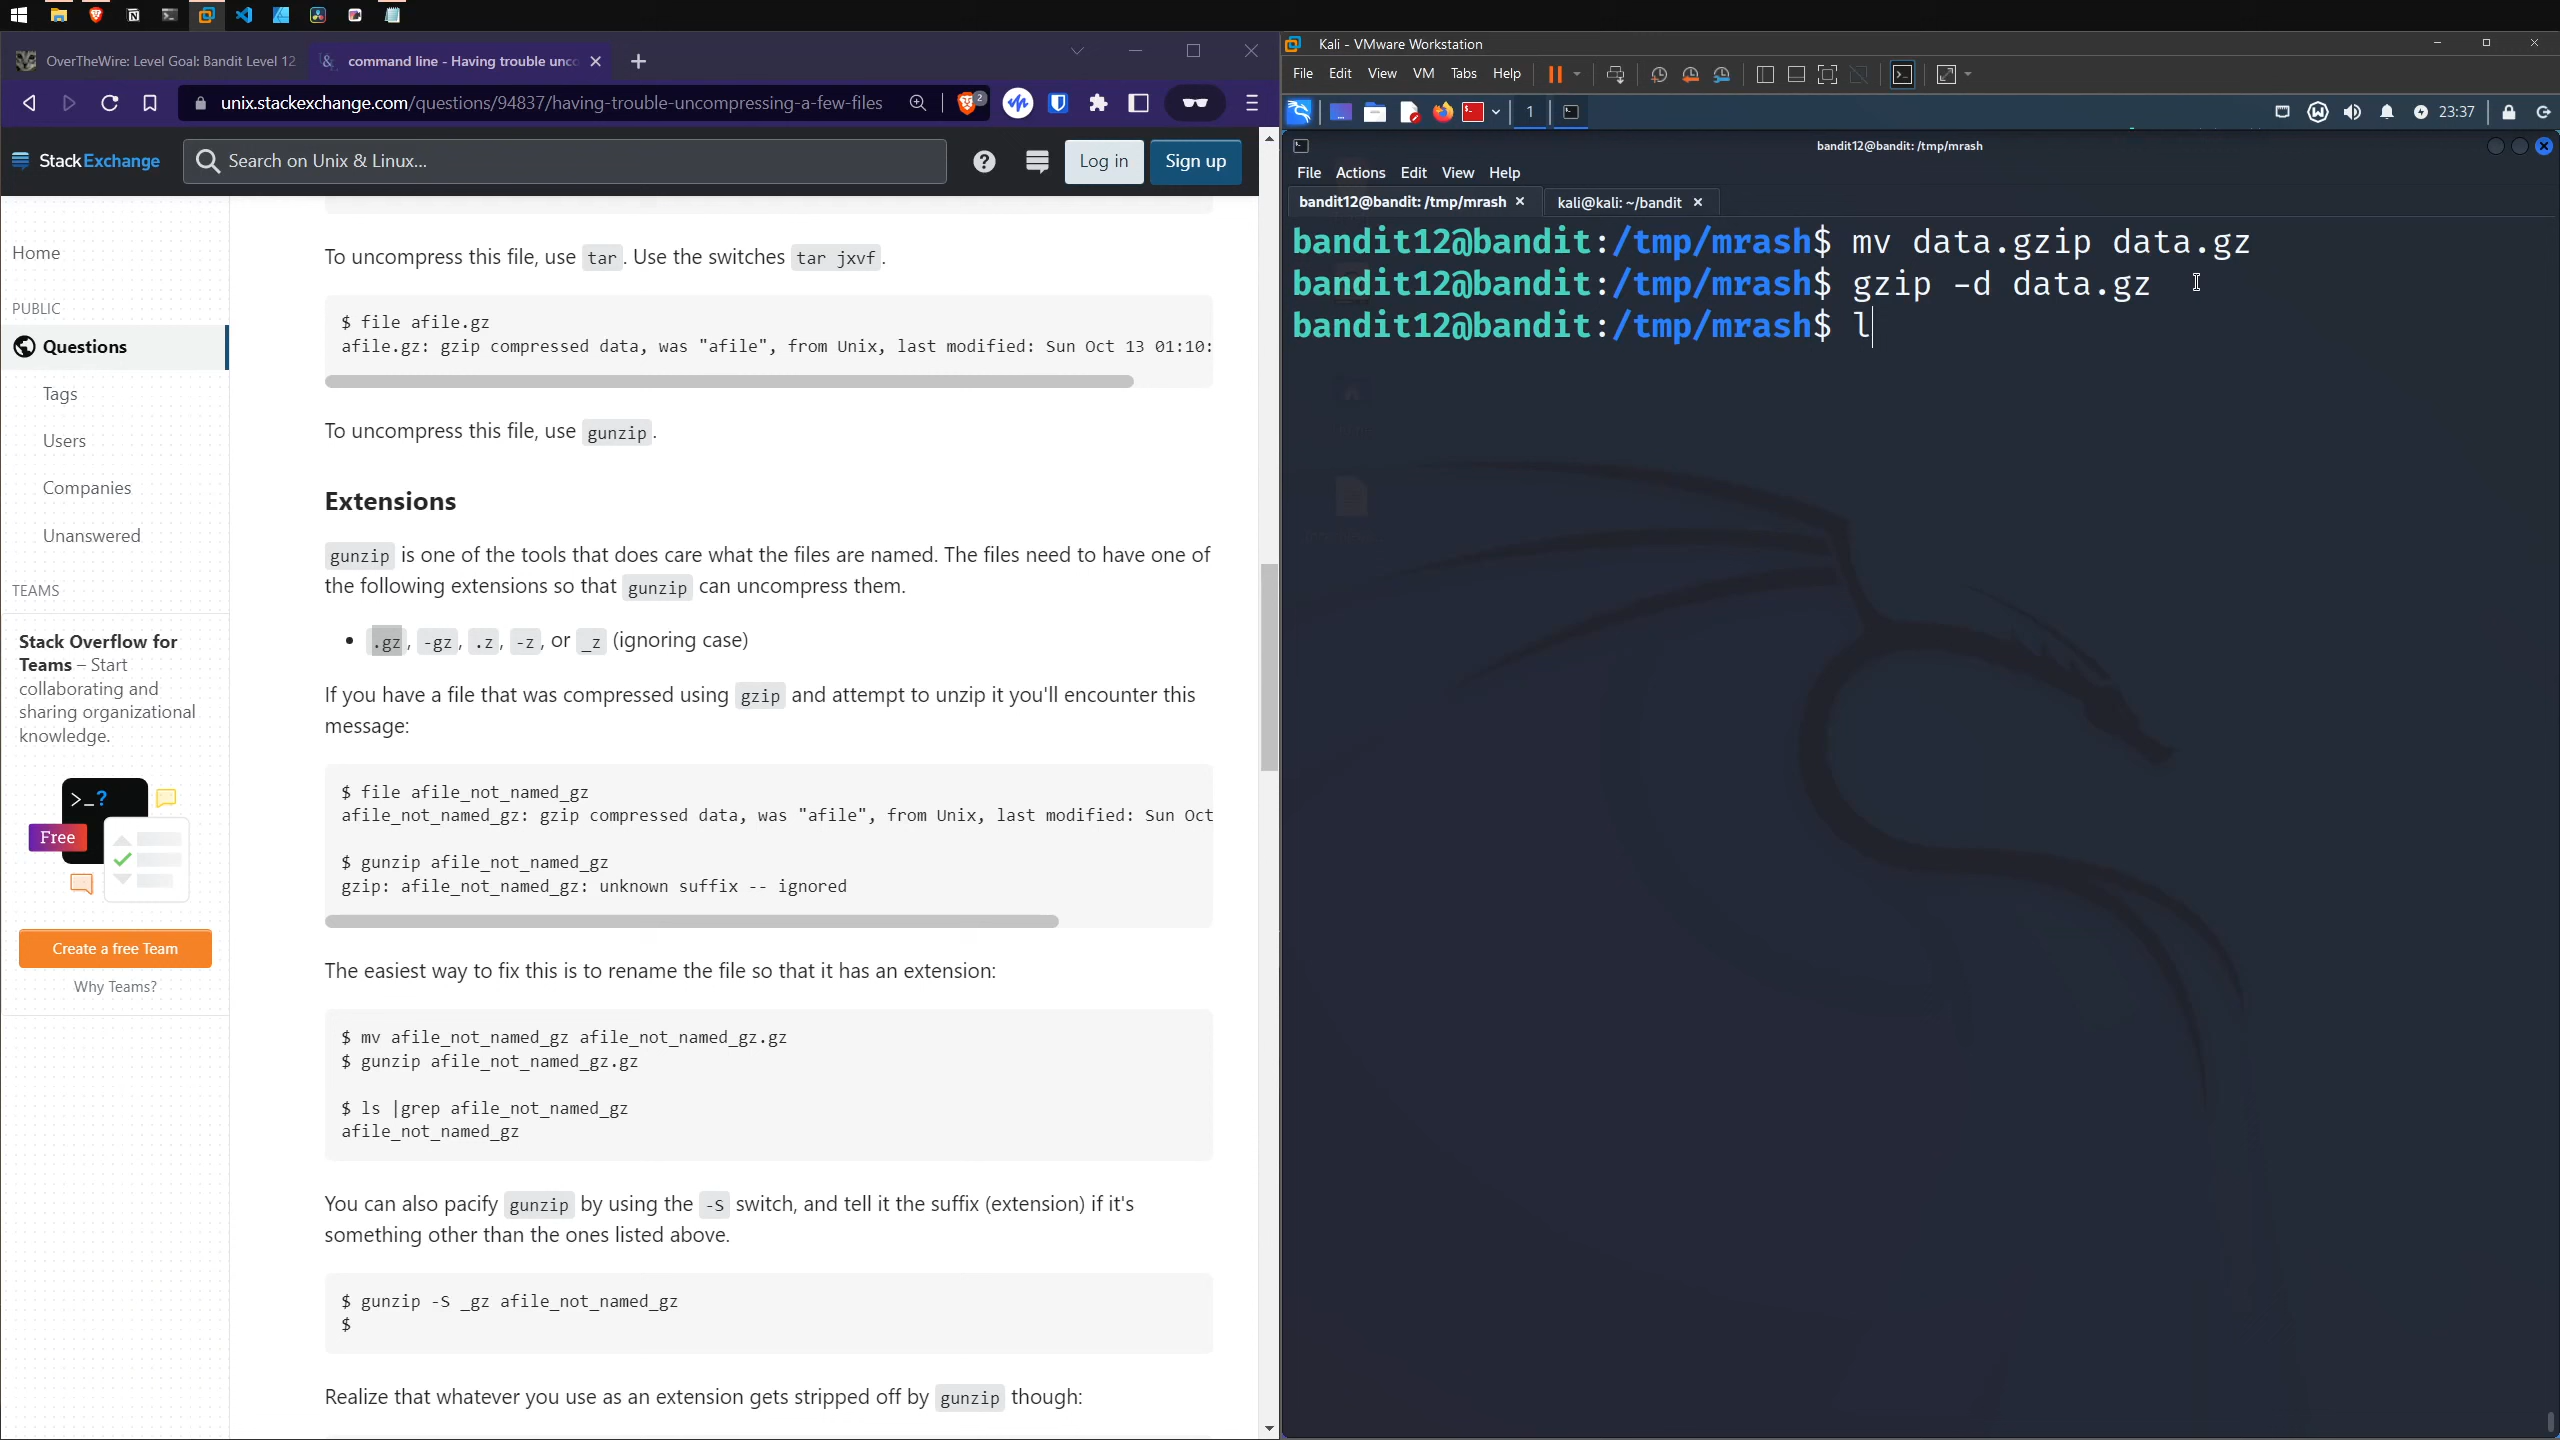 OverTheWire: Level Goal: Bandit Level 12
command line - Having trouble unco
unix.stackexchange.com/questions/94837/having-trouble-uncompressing-a-few-files
2
StackExchange
Search on Unix & Linux...
Log in
Sign up
Home
PUBLIC
Questions
Tags
Users
Companies
Unanswered
TEAMS
Stack Overflow for
Teams – Start
collaborating and
sharing organizational
knowledge.
>_?
Free
Create a free Team
Why Teams?
To uncompress this file, use tar. Use the switches tar jxvf.
$ file afile.gz
afile.gz: gzip compressed data, was "afile", from Unix, last modified: Sun Oct 13 01:10:
To uncompress this file, use gunzip.
Extensions
gunzip is one of the tools that does care what the files are named. The files need to have one of
the following extensions so that gunzip can uncompress them.
• .gz, -gz, .z, -z, or _z (ignoring case)
If you have a file that was compressed using gzip and attempt to unzip it you'll encounter this
message:
$ file afile_not_named_gz
afile_not_named_gz: gzip compressed data, was "afile", from Unix, last modified: Sun Oct
$ gunzip afile_not_named_gz
gzip: afile_not_named_gz: unknown suffix -- ignored
The easiest way to fix this is to rename the file so that it has an extension:
$ mv afile_not_named_gz afile_not_named_gz.gz
$ gunzip afile_not_named_gz.gz
$ ls |grep afile_not_named_gz
afile_not_named_gz
You can also pacify gunzip by using the -S switch, and tell it the suffix (extension) if it's
something other than the ones listed above.
$ gunzip -S _gz afile_not_named_gz
$
Realize that whatever you use as an extension gets stripped off by gunzip though:
Kali - VMware Workstation
File Edit View VM Tabs Help
1
23:37
bandit12@bandit: /tmp/mrash
File Actions Edit View Help
bandit12@bandit: /tmp/mrash
kali@kali: ~/bandit
bandit12@bandit:/tmp/mrash$ mv data.gzip data.gz
bandit12@bandit:/tmp/mrash$ gzip -d data.gz
bandit12@bandit:/tmp/mrash$ l